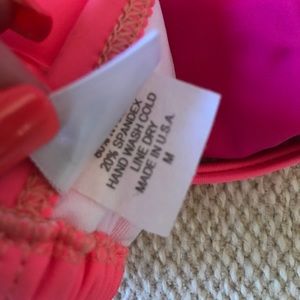 20% SPANDEX
HAND WASH COLD
LINE DRY
MADE IN U.S.A.
M